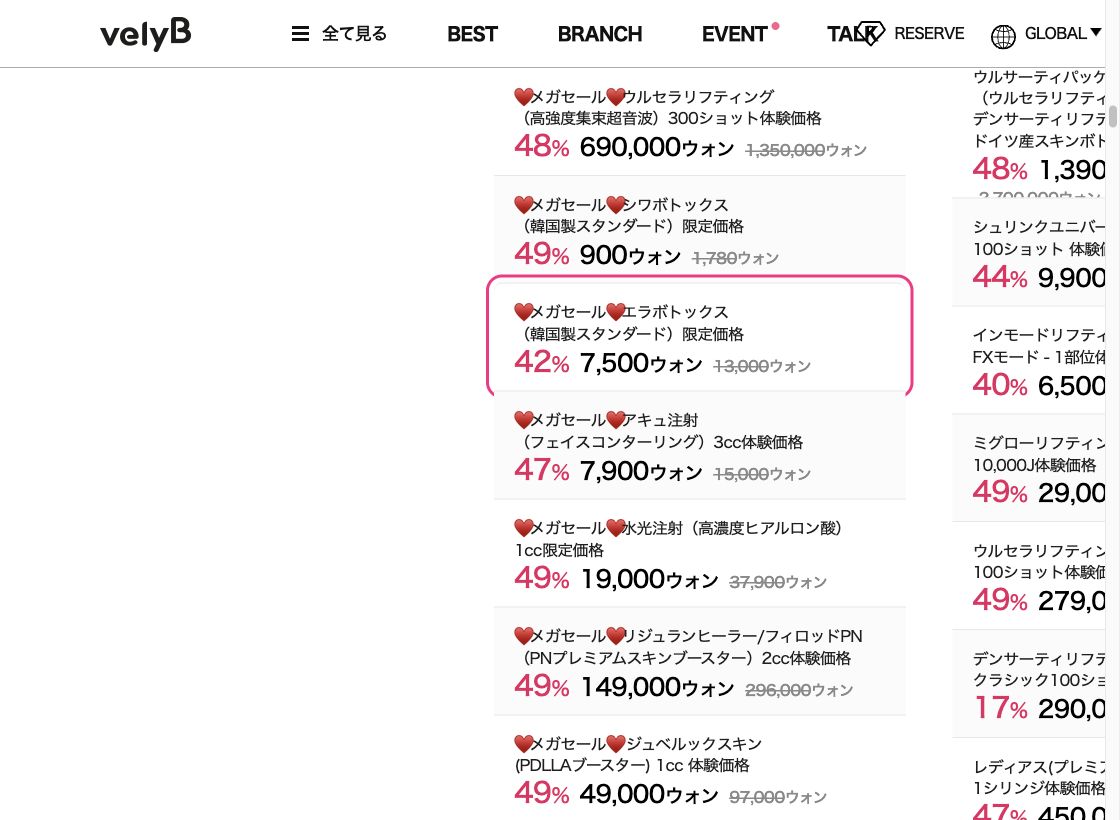 velyB
全て見る
BEST
BRANCH
EVENT
TALK
RESERVE
GLOBAL▼
❤️メガセール❤️ウルセラリフティング
（高強度集束超音波）300ショット体験価格
48% 690,000ウォン 1,350,000ウォン
❤️メガセール❤️シワボトックス
（韓国製スタンダード）限定価格
49% 900ウォン 1,780ウォン
❤️メガセール❤️エラボトックス
（韓国製スタンダード）限定価格
42% 7,500ウォン 13,000ウォン
❤️メガセール❤️アキュ注射
（フェイスコンターリング）3cc体験価格
47% 7,900ウォン 15,000ウォン
❤️メガセール❤️水光注射（高濃度ヒアルロン酸）
1cc限定価格
49% 19,000ウォン 37,900ウォン
❤️メガセール❤️リジュランヒーラー/フィロッドPN
（PNプレミアムスキンブースター）2cc体験価格
49% 149,000ウォン 296,000ウォン
❤️メガセール❤️ジュベルックスキン
(PDLLAブースター) 1cc 体験価格
49% 49,000ウォン 97,000ウォン
ウルサーティパッケ
（ウルセラリフティ
デンサーティリフテ
ドイツ産スキンボト
48% 1,390
2,700,000ウォン
シュリンクユニバー
100ショット 体験
44% 9,900
インモードリフティ
FXモード - 1部位体
40% 6,500
ミグローリフティン
10,000J体験価格
49% 29,00
ウルセラリフティン
100ショット体験価
49% 279,0
デンサーティリフテ
クラシック100ショ
17% 290,0
レディアス(プレミア
1シリンジ体験価格
47% 450,0